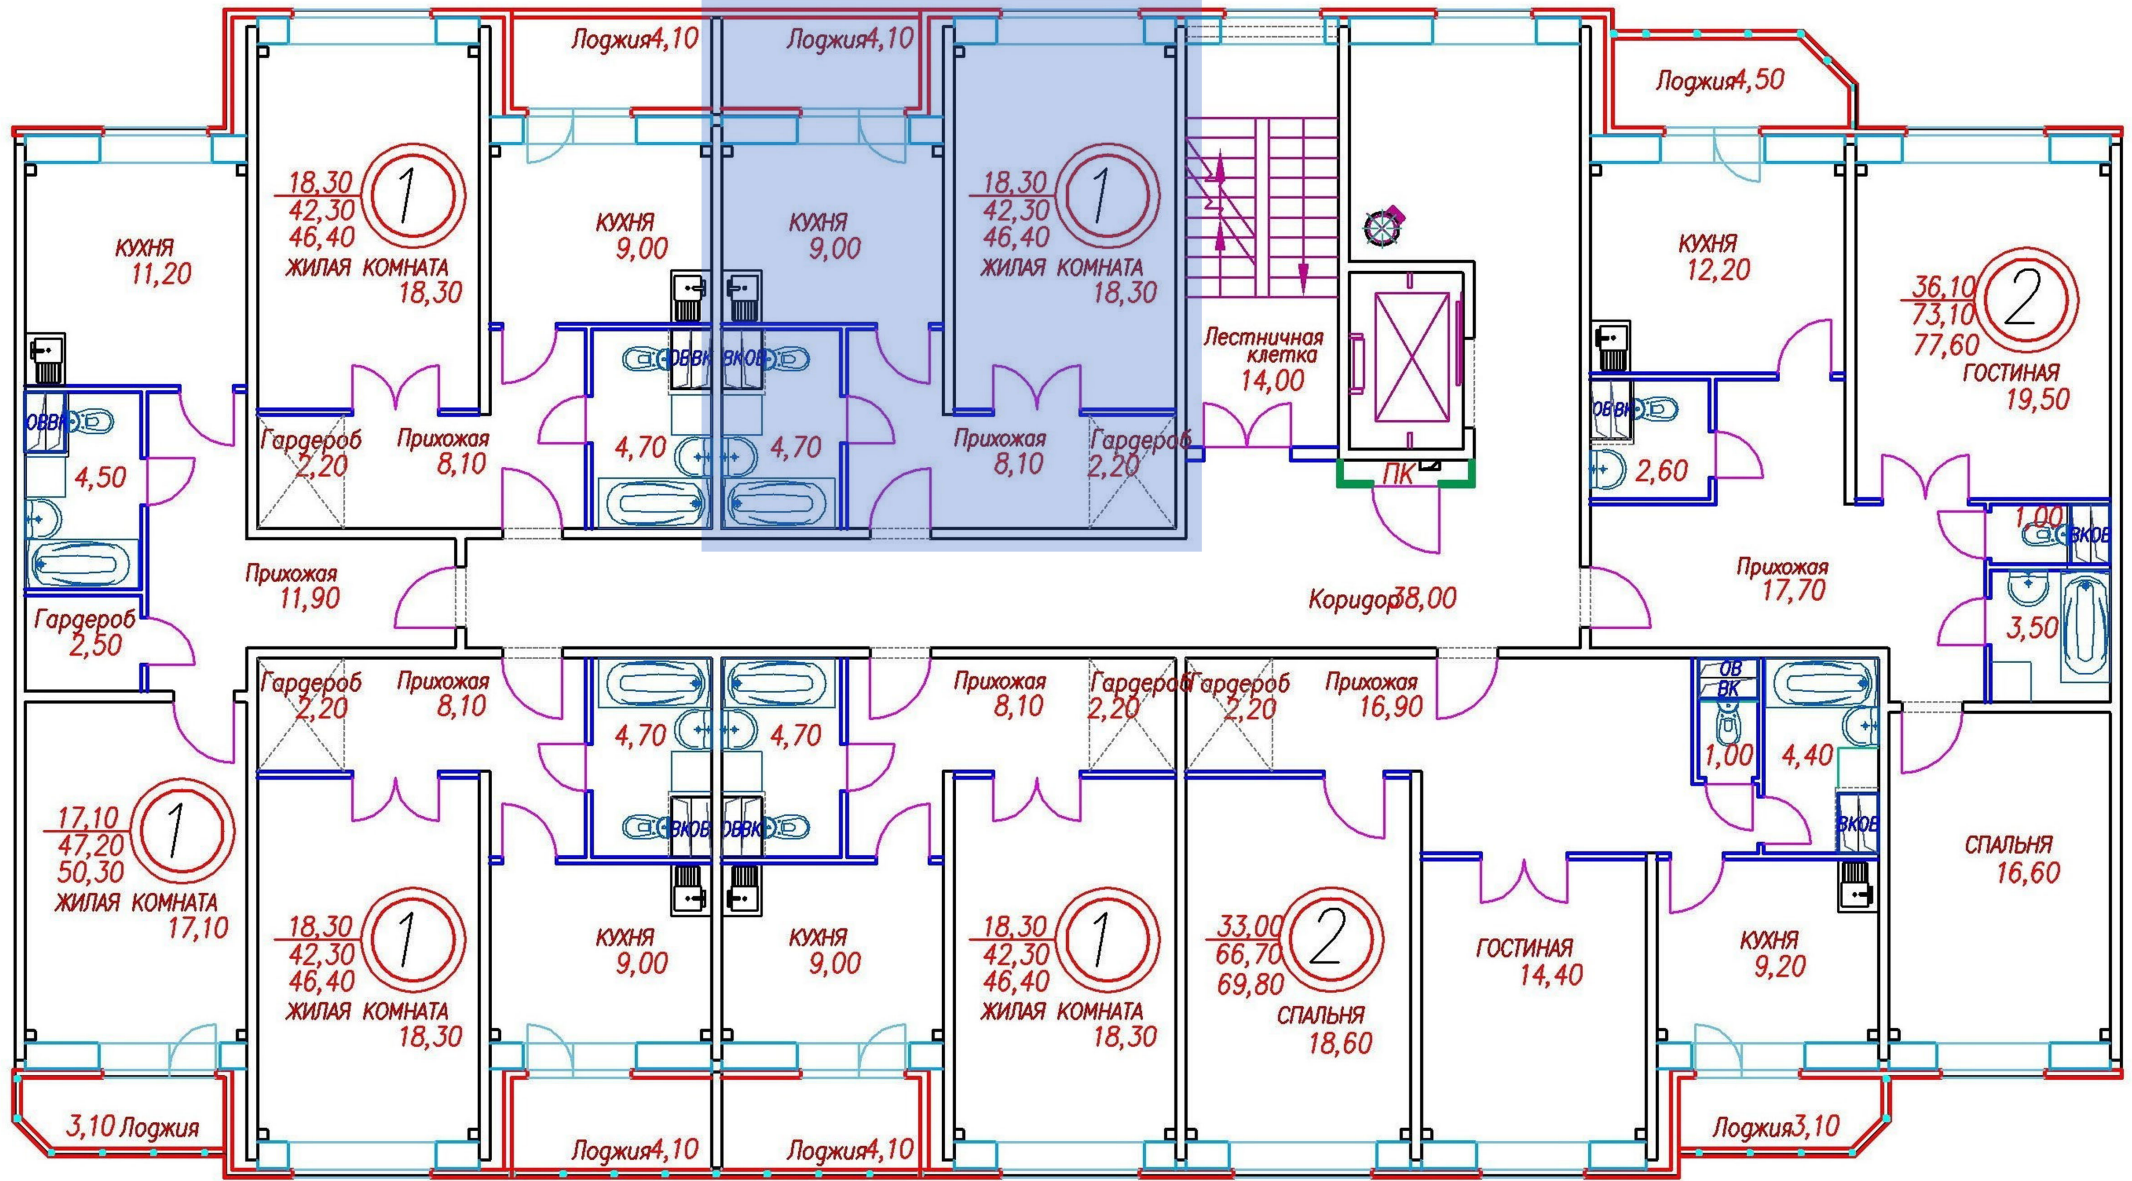 Лоджия4,10
Лоджия4,10
Лоджия4,50
18,30
42,30
46,40
1
ЖИЛАЯ КОМНАТА
18,30
КУХНЯ
9,00
КУХНЯ
9,00
18,30
42,30
46,40
1
ЖИЛАЯ КОМНАТА
18,30
КУХНЯ
11,20
КУХНЯ
12,20
36,10
73,10
77,60
2
ГОСТИНАЯ
19,50
Лестничная
клетка
14,00
ОВВК
ВКОВ
ОВВК
ОВВК
4,50
Гардероб
2,20
Прихожая
8,10
4,70
4,70
Прихожая
8,10
Гардероб
2,20
ПК
2,60
1,00
ВКОВ
Прихожая
11,90
Коридор38,00
Прихожая
17,70
3,50
Гардероб
2,50
Гардероб
2,20
Прихожая
8,10
4,70
4,70
Прихожая
8,10
Гардероб
2,20
Гардероб
2,20
Прихожая
16,90
ОВ
ВК
1,00
4,40
ВКОВ
ОВВК
ВКОВ
17,10
47,20
50,30
1
ЖИЛАЯ КОМНАТА
17,10
18,30
42,30
46,40
1
ЖИЛАЯ КОМНАТА
18,30
КУХНЯ
9,00
КУХНЯ
9,00
18,30
42,30
46,40
1
ЖИЛАЯ КОМНАТА
18,30
33,00
66,70
69,80
2
СПАЛЬНЯ
18,60
ГОСТИНАЯ
14,40
КУХНЯ
9,20
СПАЛЬНЯ
16,60
3,10 Лоджия
Лоджия4,10
Лоджия4,10
Лоджия3,10